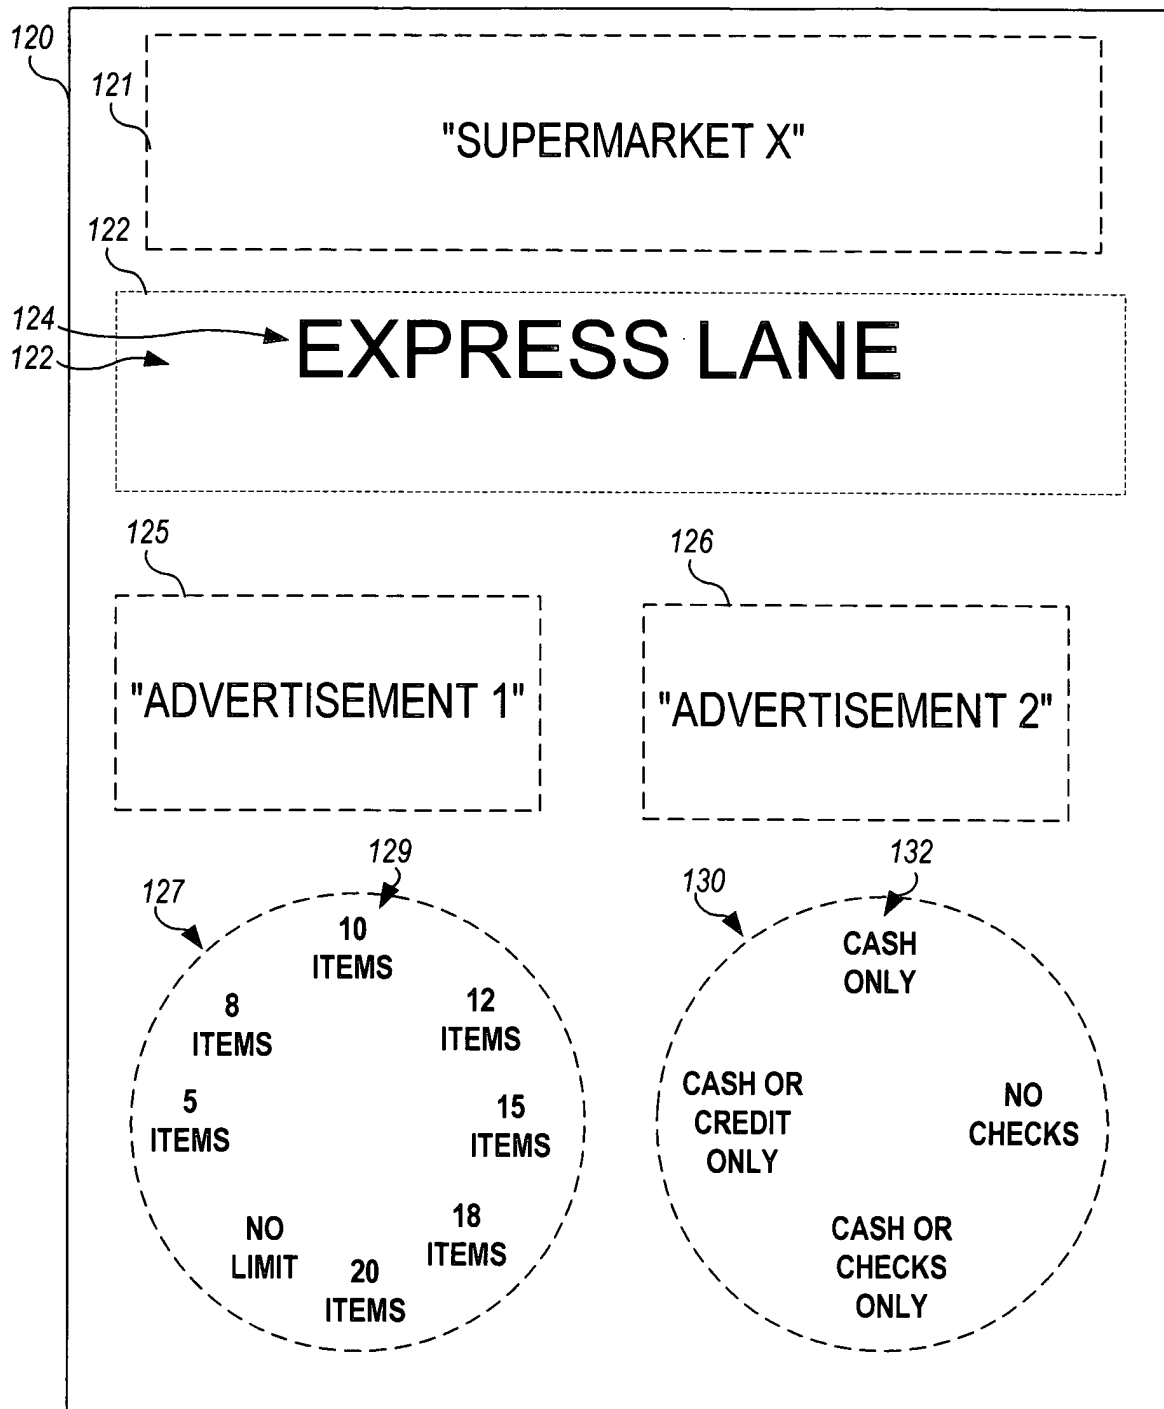 120
121
"SUPERMARKET X"
122
124
EXPRESS LANE
122
125
126
"ADVERTISEMENT 1"
"ADVERTISEMENT 2"
127
129
10
ITEMS
8
ITEMS
12
ITEMS
5
ITEMS
15
ITEMS
NO
LIMIT
18
ITEMS
20
ITEMS
130
132
CASH
ONLY
CASH OR
CREDIT
ONLY
NO
CHECKS
CASH OR
CHECKS
ONLY